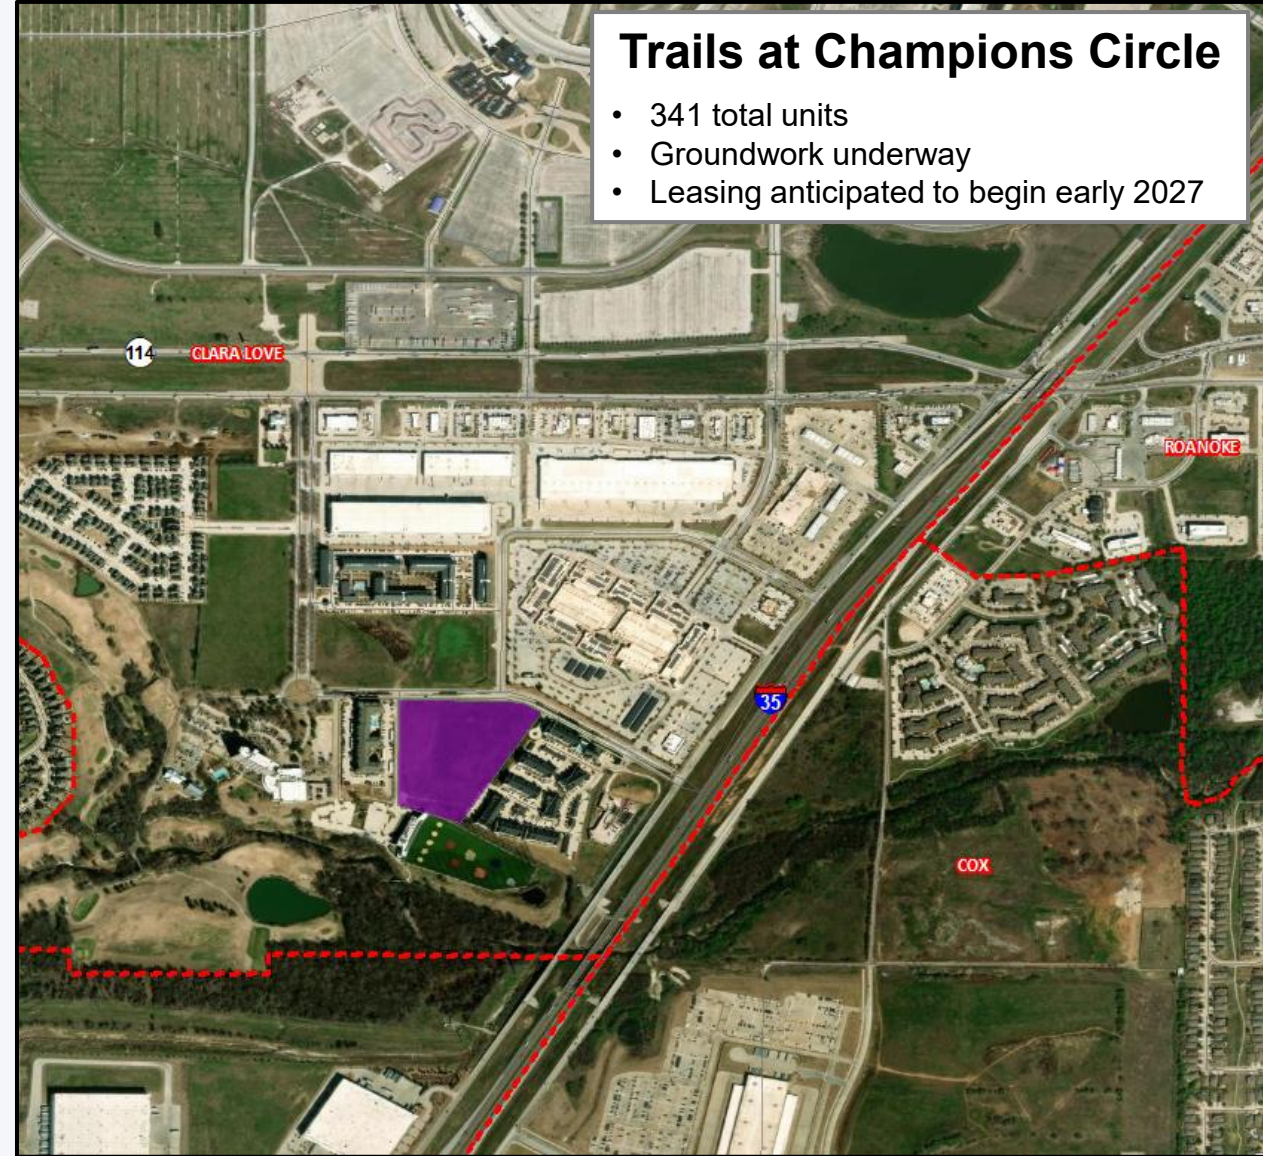 Trails at Champions Circle
• 341 total units
• Groundwork underway
• Leasing anticipated to begin early 2027
114
CLARA LOVE
ROANOKE
35
COX